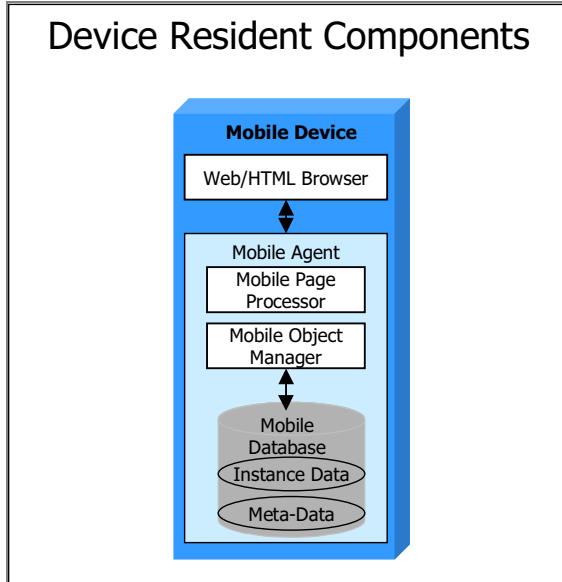 Device Resident Components
Mobile Device
Web/HTML Browser
Mobile Agent
Mobile Page
Processor
Mobile Object
Manager
Mobile
Database
Instance Data
Meta-Data